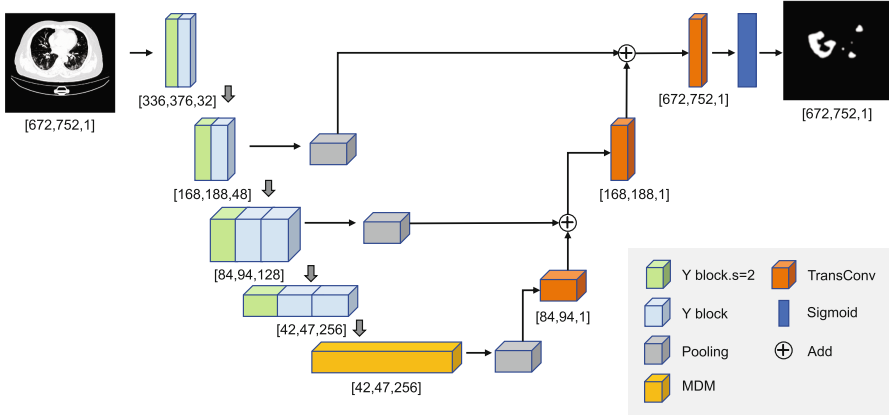 [672,752,1]
[336,376,32]
[168,188,48]
[84,94,128]
[42,47,256]
[42,47,256]
[84,94,1]
[168,188,1]
[672,752,1]
[672,752,1]
Y block.s=2
Y block
Pooling
MDM
TransConv
Sigmoid
Add